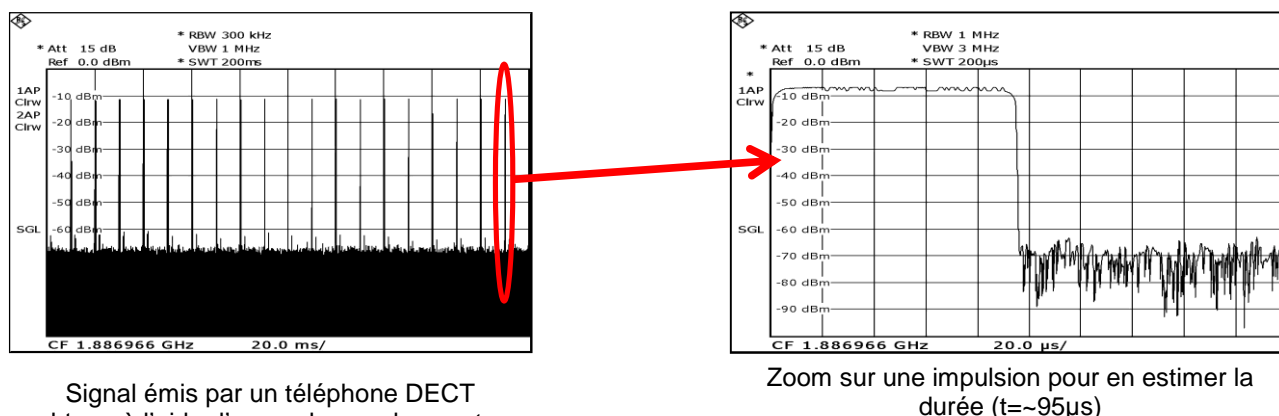 * RBW 300 kHz
* Att 15 dB VBW 1 MHz
Ref 0.0 dBm * SWT 200ms
1AP
Clrw
2AP
Clrw
-10 dBm
-20 dBm
-30 dBm
-40 dBm
-50 dBm
-60 dBm
SGL
CF 1.886966 GHz 20.0 ms/
Signal émis par un téléphone DECT
* RBW 1 MHz
* Att 15 dB VBW 3 MHz
Ref 0.0 dBm * SWT 200µs
*
1AP
Clrw
-10 dBm
-20 dBm
-30 dBm
-40 dBm
-50 dBm
-60 dBm
SGL
-70 dBm
-80 dBm
-90 dBm
CF 1.886966 GHz 20.0 µs/
Zoom sur une impulsion pour en estimer la
durée (t=~95µs)